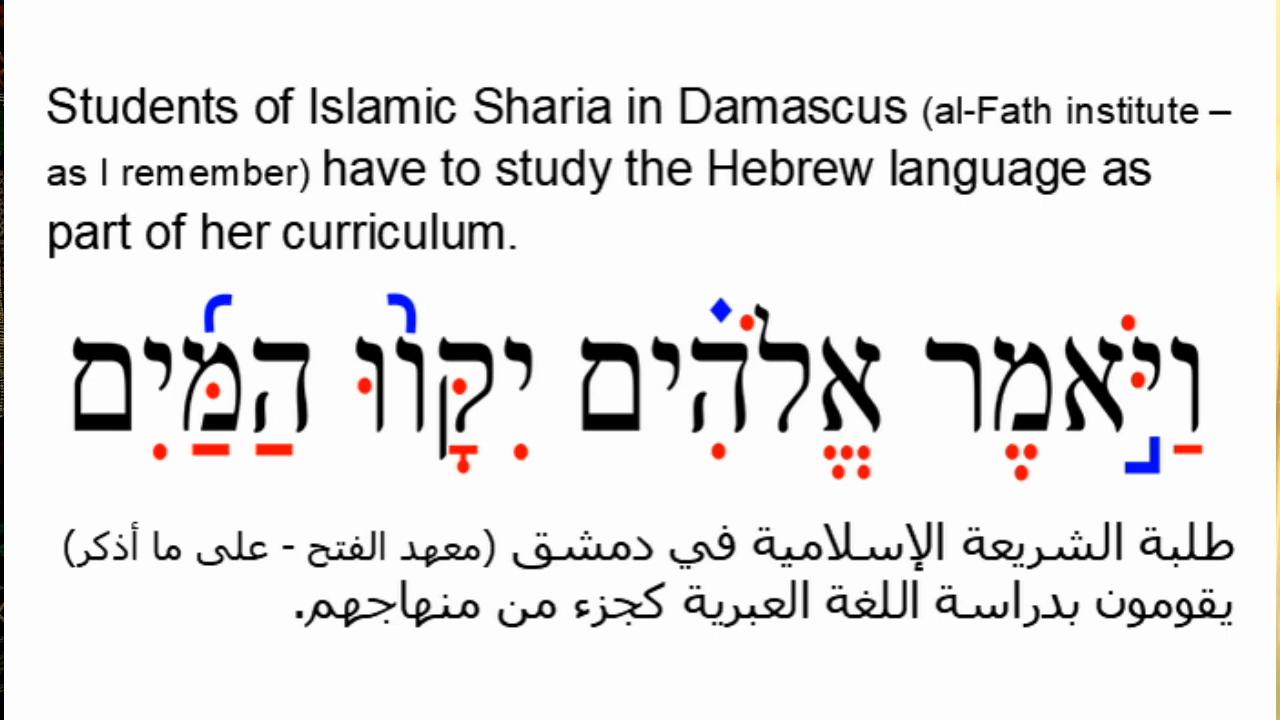 Students of Islamic Sharia in Damascus (al-Fath institute –
as I remember) have to study the Hebrew language as
part of her curriculum.
וַיֹּ֣אמֶר אֱלֹהִ֗ים יִקָּו֨וּ הַמַּ֜יִם
طلبة الشريعة الإسلامية في دمشق (معهد الفتح - على ما أذكر)
يقومون بدراسة اللغة العبرية كجزء من منهاجهم.